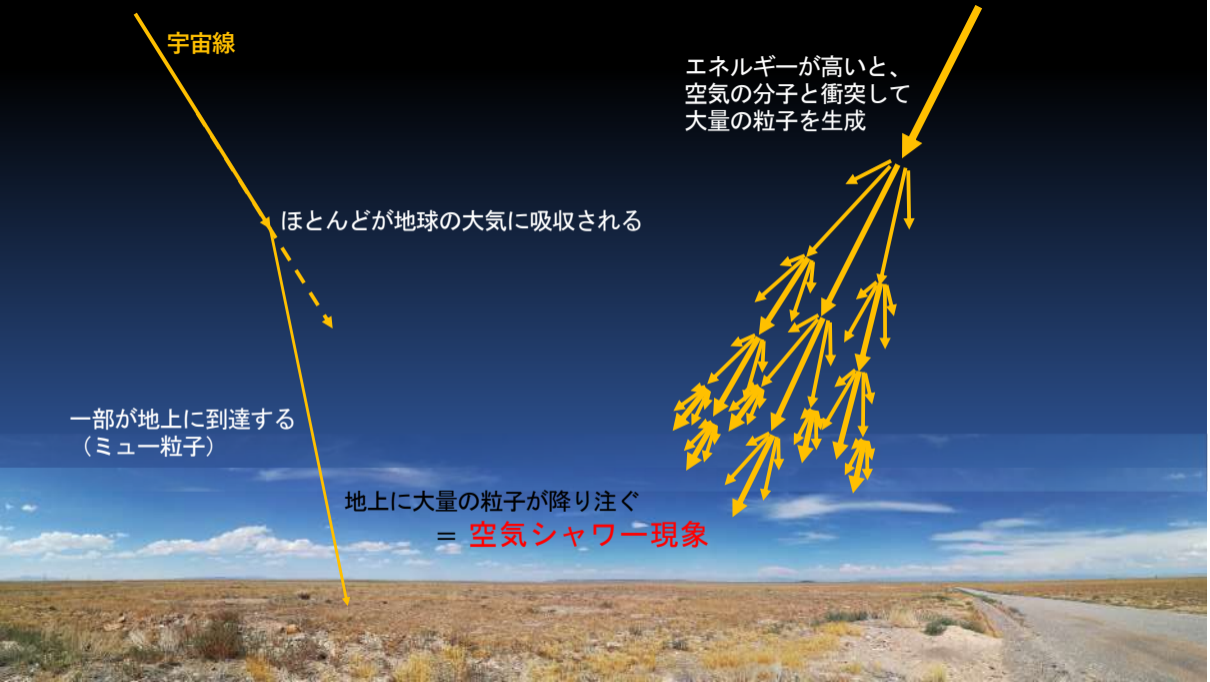 宇宙線
エネルギーが高いと、
空気の分子と衝突して
大量の粒子を生成
ほとんどが地球の大気に吸収される
一部が地上に到達する
（ミュー粒子）
地上に大量の粒子が降り注ぐ
＝ 空気シャワー現象